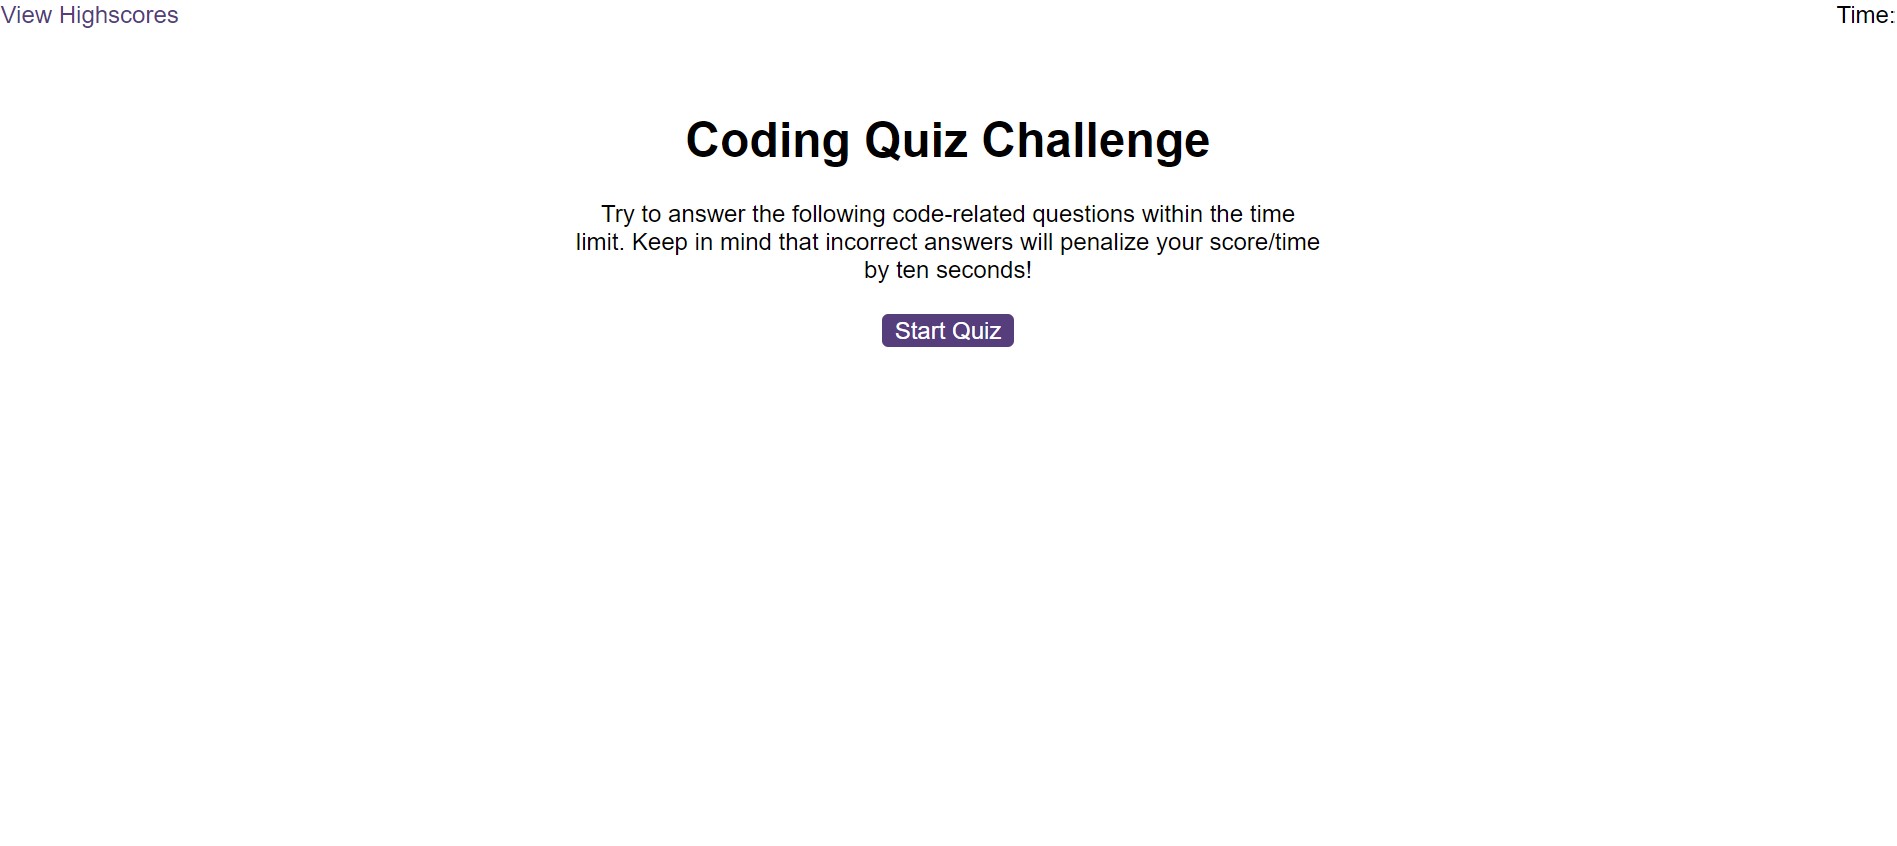 View Highscores
Time:
Coding Quiz Challenge
Try to answer the following code-related questions within the time
limit. Keep in mind that incorrect answers will penalize your score/time
by ten seconds!
Start Quiz